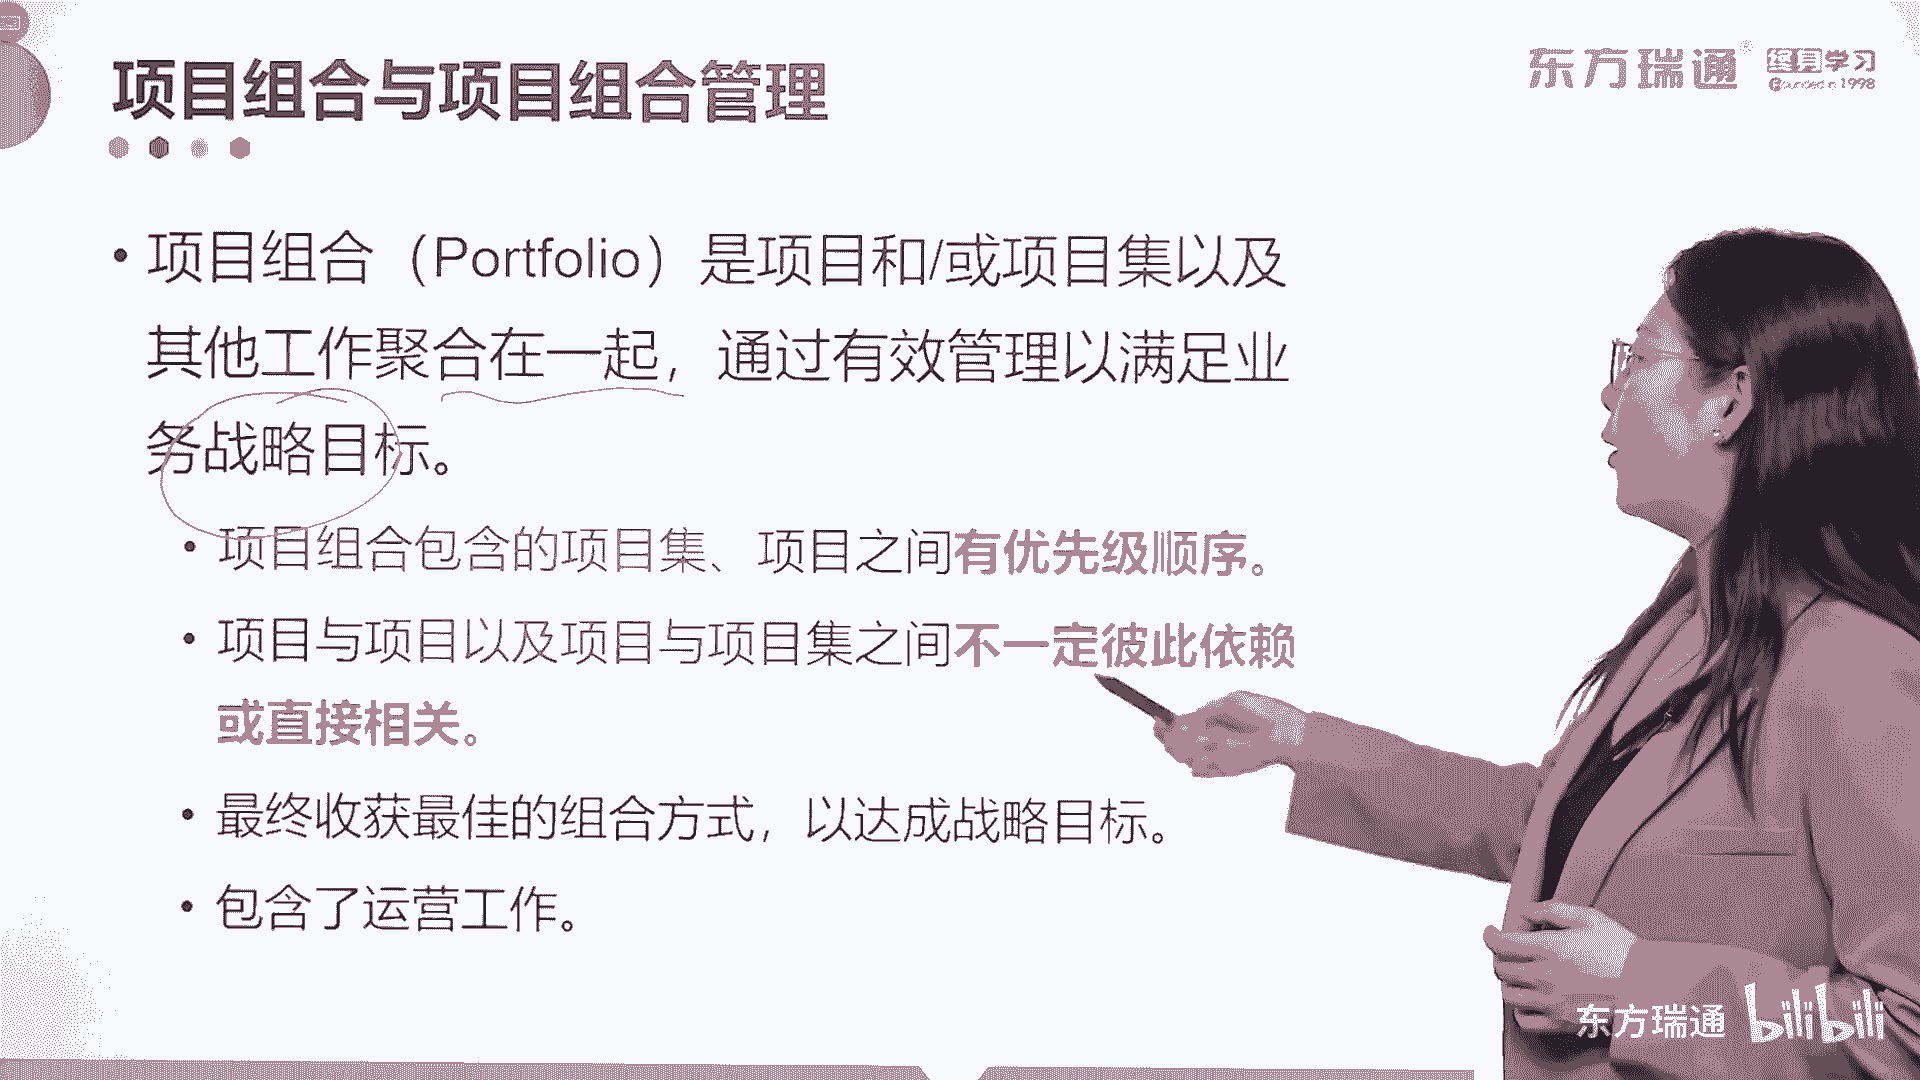 项目组合与项目组合管理
东方瑞通® 终身学习
Founded in 1998
• 项目组合（Portfolio）是项目和/或项目集以及
其他工作聚合在一起，通过有效管理以满足业
务战略目标。
• 项目组合包含的项目集、项目之间有优先级顺序。
• 项目与项目以及项目与项目集之间不一定彼此依赖
或直接相关。
• 最终收获最佳的组合方式，以达成战略目标。
• 包含了运营工作。
东方瑞通 bilibili